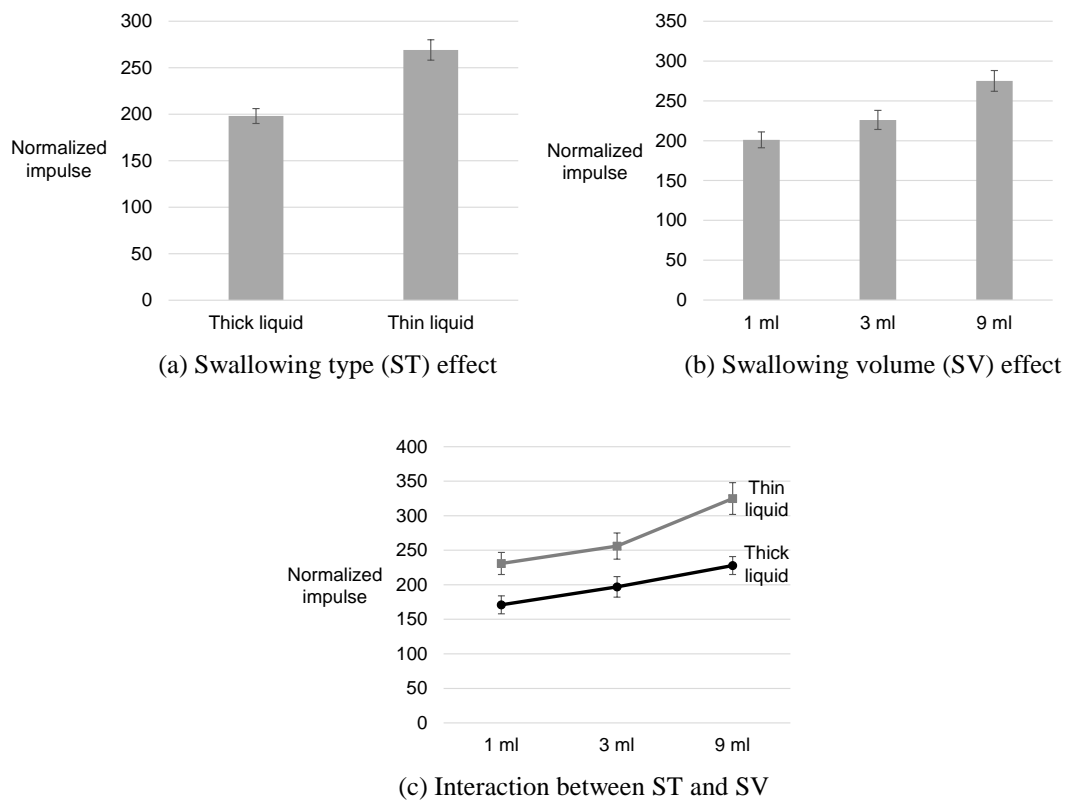 300
250
200
150
100
50
0
Normalized
impulse
Thick liquid Thin liquid
(a) Swallowing type (ST) effect
350
300
250
200
150
100
50
0
Normalized
impulse
1 ml 3 ml 9 ml
(b) Swallowing volume (SV) effect
400
350
300
250
200
150
100
50
0
Normalized
impulse
Thin
liquid
Thick
liquid
1 ml 3 ml 9 ml
(c) Interaction between ST and SV